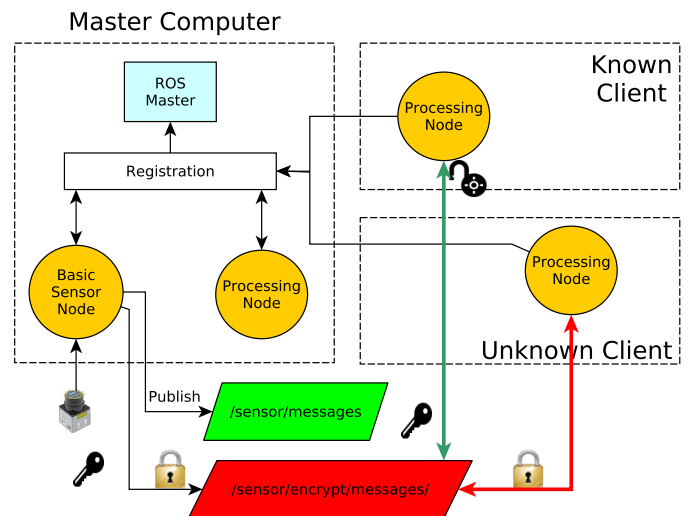 Master Computer
ROS
Master
Registration
Basic
Sensor
Node
Processing
Node
Known
Client
Processing
Node
Processing
Node
Unknown Client
Publish
/sensor/messages
/sensor/encrypt/messages/